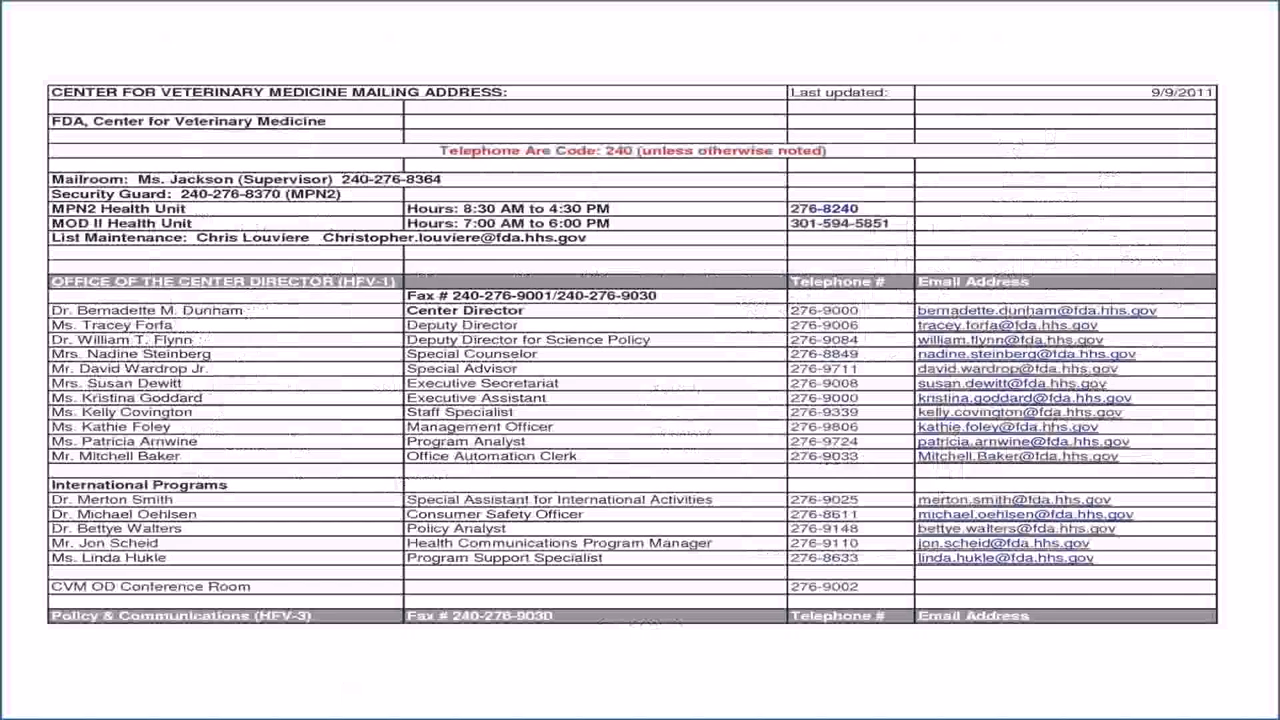 CENTER FOR VETERINARY MEDICINE MAILING ADDRESS: Last updated: 9/9/2011
FDA, Center for Veterinary Medicine
Telephone Are Code: 240 (unless otherwise noted)
Mailroom: Ms. Jackson (Supervisor) 240-276-8364
Security Guard: 240-276-8370 (MPN2)
MPN2 Health Unit Hours: 8:30 AM to 4:30 PM 276-8240
MOD II Health Unit Hours: 7:00 AM to 6:00 PM 301-594-5851
List Maintenance: Chris Louviere Christopher.louviere@fda.hhs.gov
OFFICE OF THE CENTER DIRECTOR (HFV-1) Telephone # Email Address
Fax # 240-276-9001/240-276-9030
Dr. Bernadette M. Dunham Center Director 276-9000 bernadette.dunham@fda.hhs.gov
Ms. Tracey Forfa Deputy Director 276-9006 tracey.forfa@fda.hhs.gov
Dr. William T. Flynn Deputy Director for Science Policy 276-9084 william.flynn@fda.hhs.gov
Mrs. Nadine Steinberg Special Counselor 276-8849 nadine.steinberg@fda.hhs.gov
Mr. David Wardrop Jr. Special Advisor 276-9711 david.wardrop@fda.hhs.gov
Mrs. Susan Dewitt Executive Secretariat 276-9008 susan.dewitt@fda.hhs.gov
Ms. Kristina Goddard Executive Assistant 276-9000 kristina.goddard@fda.hhs.gov
Ms. Kelly Covington Staff Specialist 276-9339 kelly.covington@fda.hhs.gov
Ms. Kathie Foley Management Officer 276-9806 kathie.foley@fda.hhs.gov
Ms. Patricia Arnwine Program Analyst 276-9724 patricia.arnwine@fda.hhs.gov
Mr. Mitchell Baker Office Automation Clerk 276-9033 Mitchell.Baker@fda.hhs.gov
International Programs
Dr. Merton Smith Special Assistant for International Activities 276-9025 merton.smith@fda.hhs.gov
Dr. Michael Oehlsen Consumer Safety Officer 276-8611 michael.oehlsen@fda.hhs.gov
Dr. Bettye Walters Policy Analyst 276-9148 bettye.walters@fda.hhs.gov
Mr. Jon Scheid Health Communications Program Manager 276-9110 jon.scheid@fda.hhs.gov
Ms. Linda Hukle Program Support Specialist 276-8633 linda.hukle@fda.hhs.gov
CVM OD Conference Room 276-9002
Policy & Communications (HFV-3) Fax # 240-276-9030 Telephone # Email Address